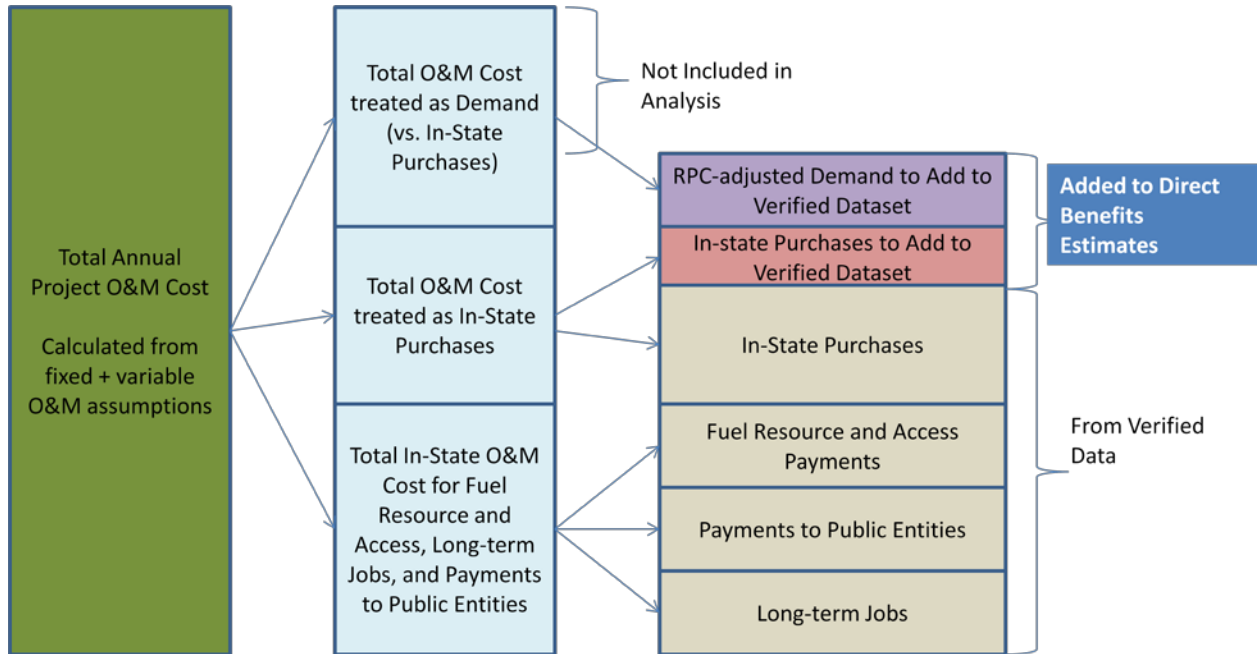 Total Annual
Project O&M Cost
Calculated from
fixed + variable
O&M assumptions
Total O&M Cost
treated as Demand
(vs. In-State
Purchases)
Total O&M Cost
treated as In-State
Purchases
Total In-State O&M
Cost for Fuel
Resource and
Access, Long-term
Jobs, and Payments
to Public Entities
Not Included in
Analysis
RPC-adjusted Demand to Add to
Verified Dataset
In-state Purchases to Add to
Verified Dataset
In-State Purchases
Fuel Resource and Access
Payments
Payments to Public Entities
Long-term Jobs
Added to Direct
Benefits
Estimates
From Verified
Data